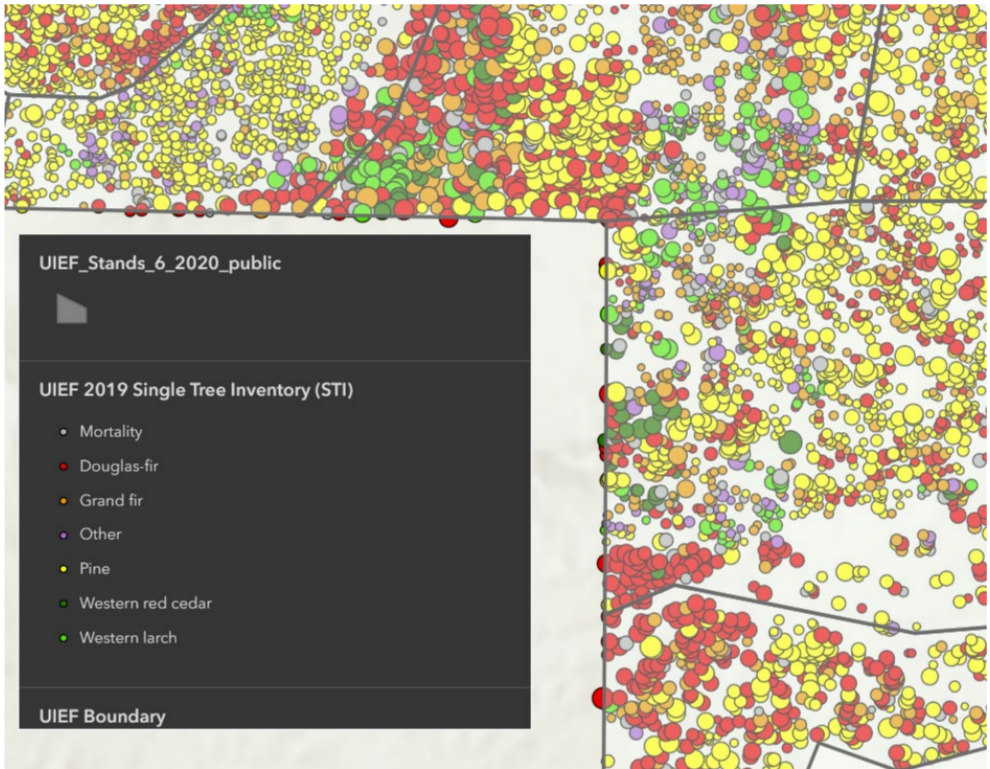 UIEF_Stands_6_2020_public
UIEF 2019 Single Tree Inventory (STI)
Mortality
Douglas-fir
Grand fir
Other
Pine
Western red cedar
Western larch
UIEF Boundary